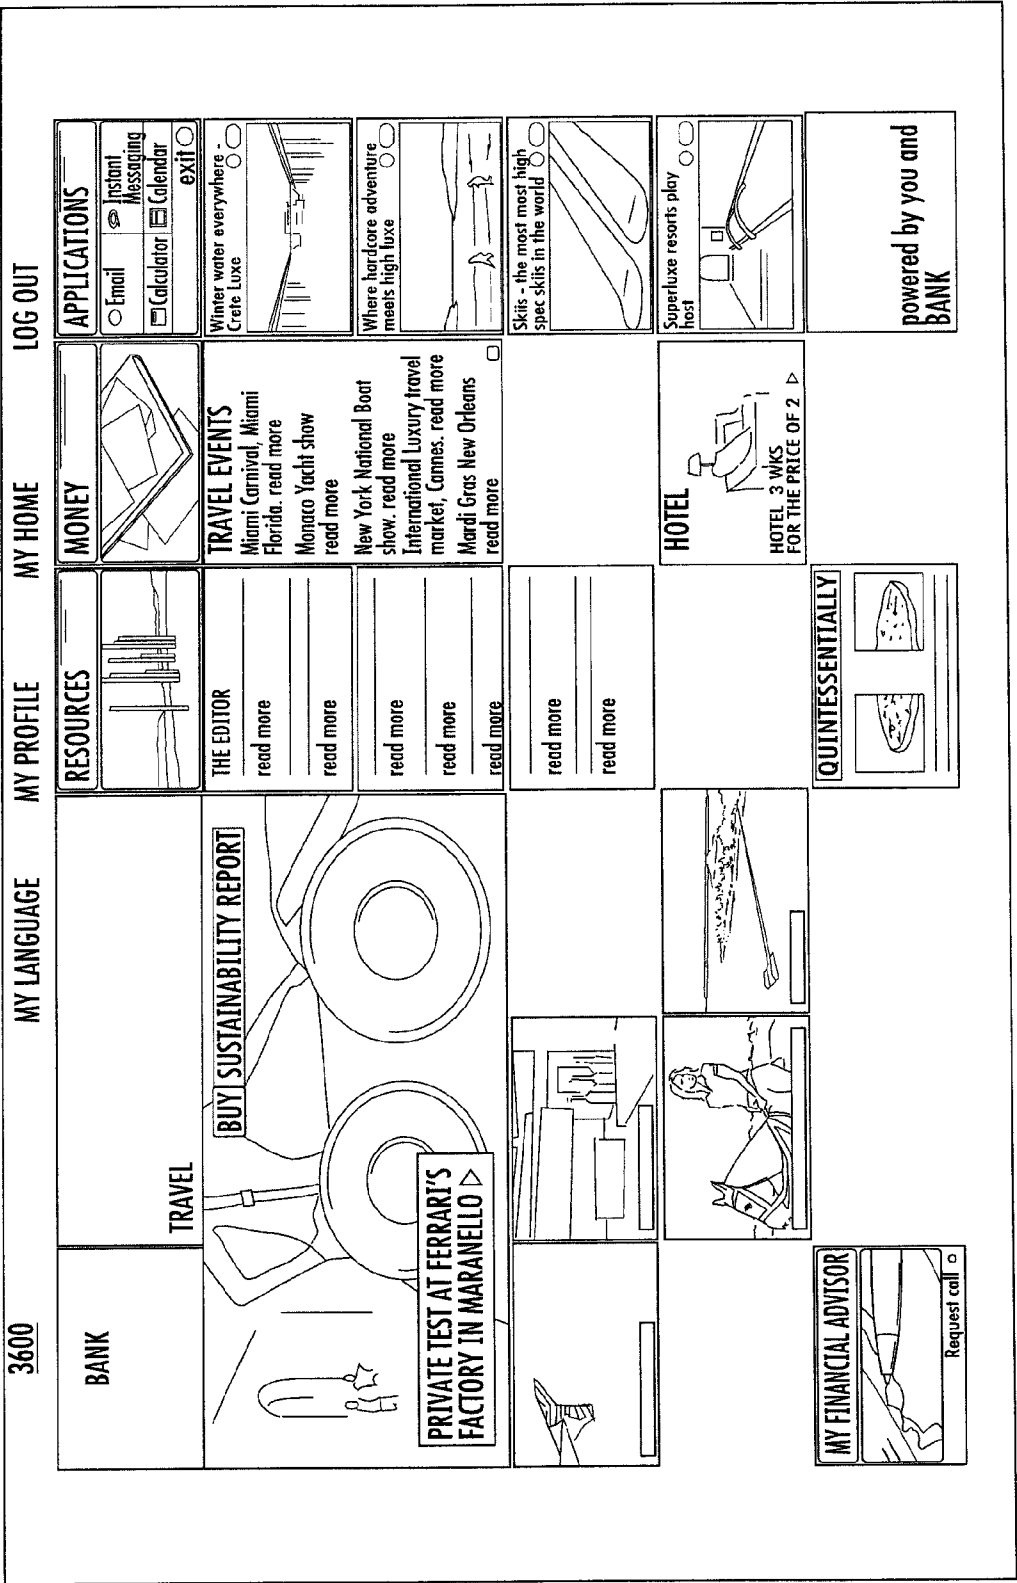 3600
MY LANGUAGE
MY PROFILE
MY HOME
LOG OUT
BANK
TRAVEL
RESOURCES
MONEY
APPLICATIONS
Email
Instant
Messaging
Calculator
Calendar
exit
BUY SUSTAINABILITY REPORT
PRIVATE TEST AT FERRARI'S
FACTORY IN MARANELLO
THE EDITOR
read more
read more
read more
read more
read more
read more
read more
TRAVEL EVENTS
Miami Carnival, Miami
Florida. read more
Monaco Yacht show
read more
New York National Boat
show. read more
International Luxury travel
market, Cannes. read more
Mardi Gras New Orleans
read more
Winter water everywhere -
Crete Luxe
Where hardcore adventure
meets high luxe
Skiis - the most most high
spec skiis in the world
Superluxe resorts play
host
HOTEL
HOTEL 3 WKS
FOR THE PRICE OF 2
MY FINANCIAL ADVISOR
Request call
QUINTESSENTIALLY
powered by you and
BANK